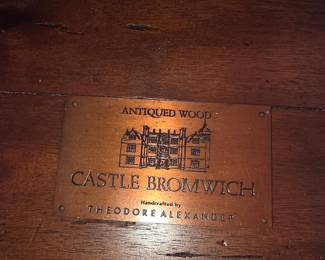 ANTIQUED WOOD
CASTLE BROMWICH
Handcrafted by
THEODORE ALEXANDER